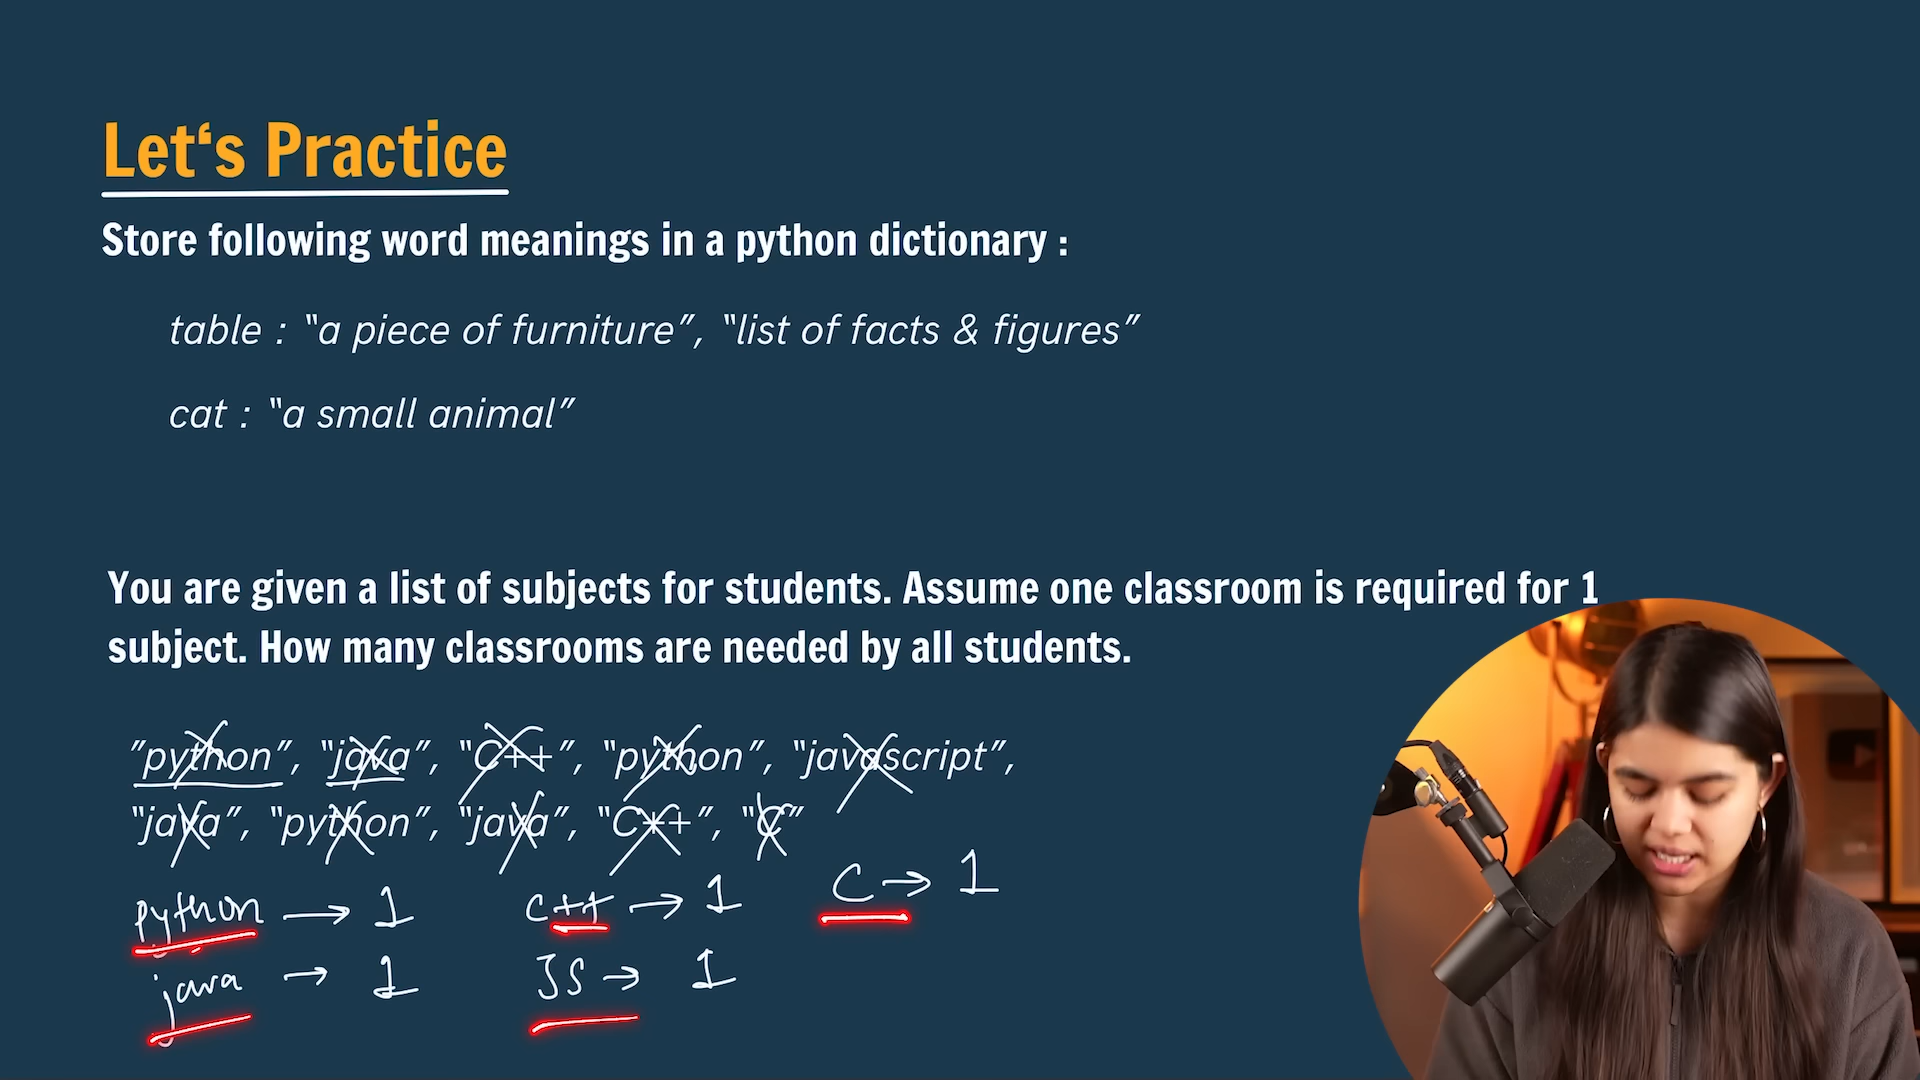 Let‘s Practice
Store following word meanings in a python dictionary :
table : “a piece of furniture”, “list of facts & figures”
cat : “a small animal”
You are given a list of subjects for students. Assume one classroom is required for 1
subject. How many classrooms are needed by all students.
”python”, “java”, “C++”, “python”, “javascript”,
“java”, “python”, “java”, “C++”, “C”
python → 1 c++ → 1 C → 1
java → 1 JS → 1